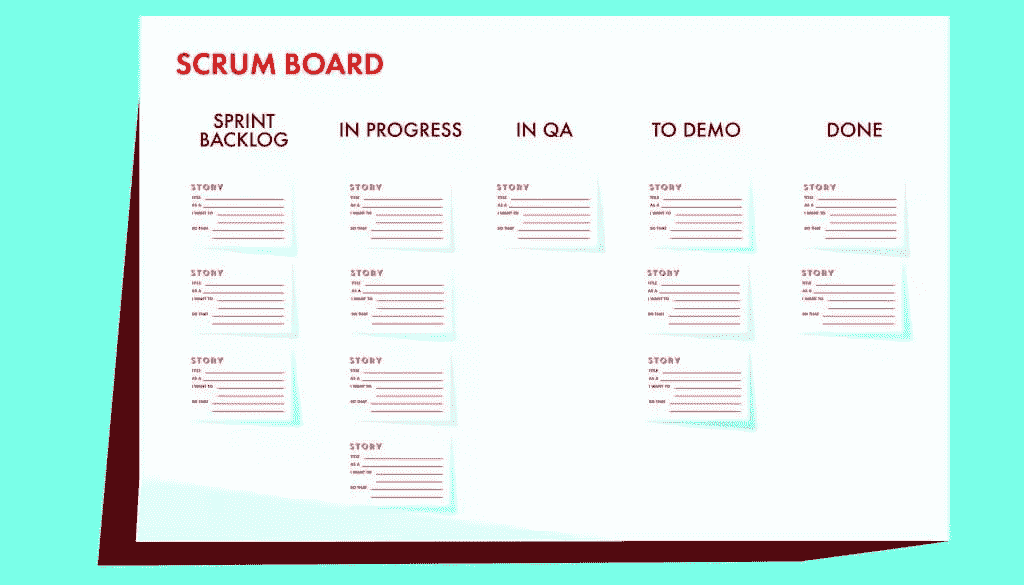 SCRUM BOARD
SPRINT
BACKLOG
IN PROGRESS
IN QA
TO DEMO
DONE
STORY
TITLE
AS A
I WANT TO
SO THAT
STORY
TITLE
AS A
I WANT TO
SO THAT
STORY
TITLE
AS A
I WANT TO
SO THAT
STORY
TITLE
AS A
I WANT TO
SO THAT
STORY
TITLE
AS A
I WANT TO
SO THAT
STORY
TITLE
AS A
I WANT TO
SO THAT
STORY
TITLE
AS A
I WANT TO
SO THAT
STORY
TITLE
AS A
I WANT TO
SO THAT
STORY
TITLE
AS A
I WANT TO
SO THAT
STORY
TITLE
AS A
I WANT TO
SO THAT
STORY
TITLE
AS A
I WANT TO
SO THAT
STORY
TITLE
AS A
I WANT TO
SO THAT
STORY
TITLE
AS A
I WANT TO
SO THAT